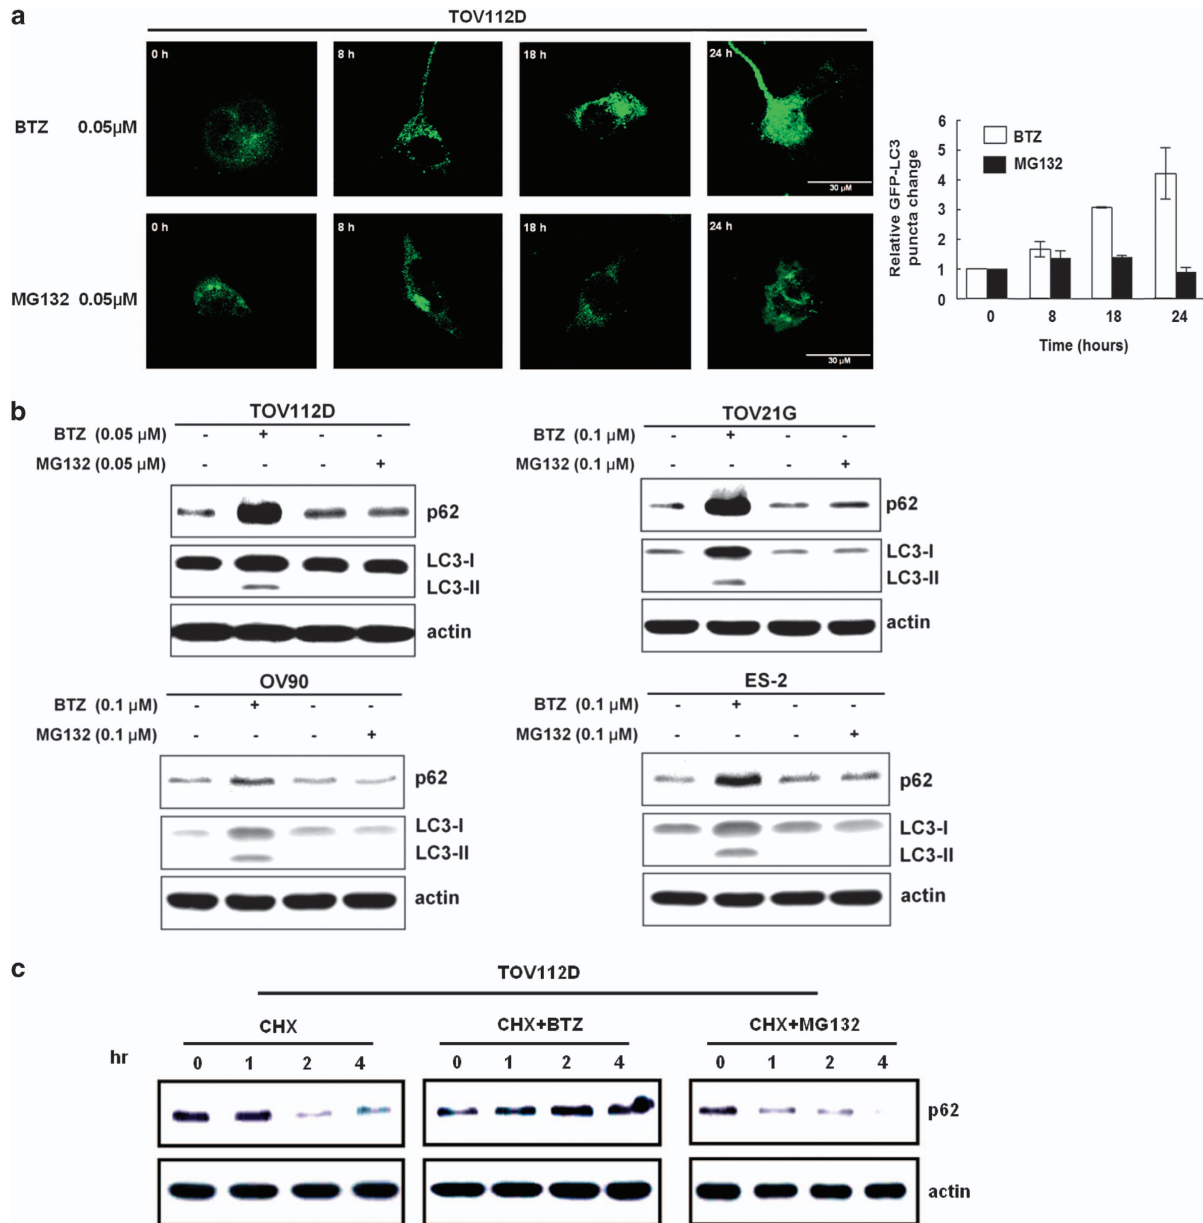 a
TOV112D
BTZ 0.05µM
0 h
8 h
18 h
24 h
30 µM
MG132 0.05µM
0 h
8 h
18 h
24 h
30 µM
Relative GFP-LC3
puncta change
6
5
4
3
2
1
0
BTZ
MG132
0 8 18 24
Time (hours)
b
TOV112D
BTZ (0.05 µM) - + - -
MG132 (0.05 µM) - - - +
p62
LC3-I
LC3-II
actin
TOV21G
BTZ (0.1 µM) - + - -
MG132 (0.1 µM) - - - +
p62
LC3-I
LC3-II
actin
OV90
BTZ (0.1 µM) - + - -
MG132 (0.1 µM) - - - +
p62
LC3-I
LC3-II
actin
ES-2
BTZ (0.1 µM) - + - -
MG132 (0.1 µM) - - - +
p62
LC3-I
LC3-II
actin
c
TOV112D
CHX CHX+BTZ CHX+MG132
hr 0 1 2 4 0 1 2 4 0 1 2 4
p62
actin